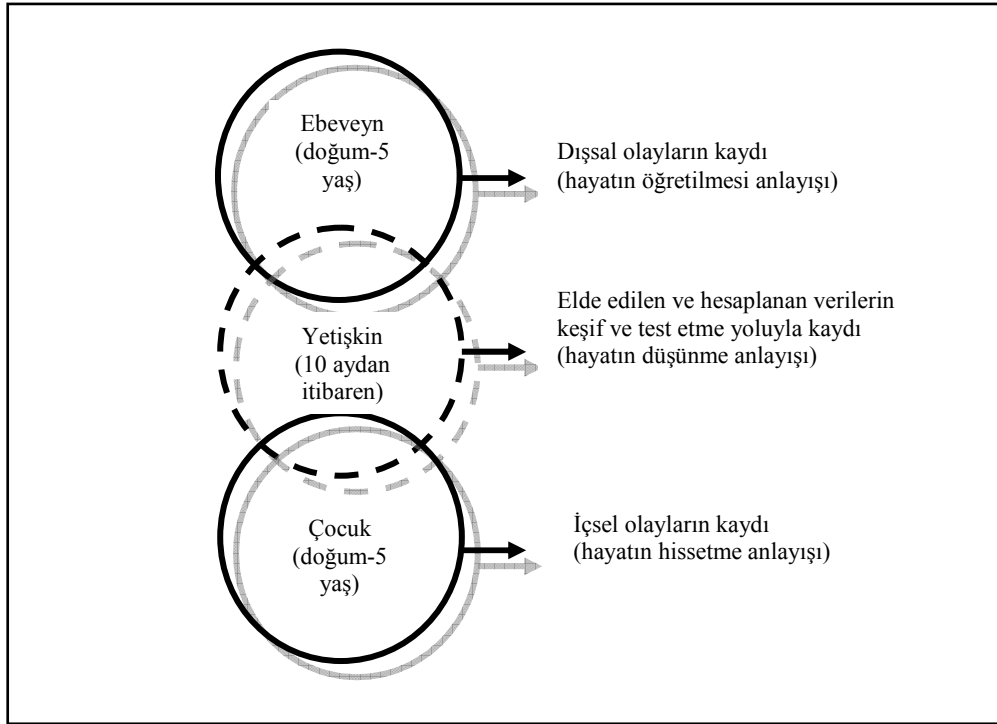 Ebeveyn
(doğum-5
yaş)
Dışsal olayların kaydı
(hayatın öğretilmesi anlayışı)
Yetişkin
(10 aydan
itibaren)
Elde edilen ve hesaplanan verilerin
keşif ve test etme yoluyla kaydı
(hayatın düşünme anlayışı)
Çocuk
(doğum-5
yaş)
İçsel olayların kaydı
(hayatın hissetme anlayışı)